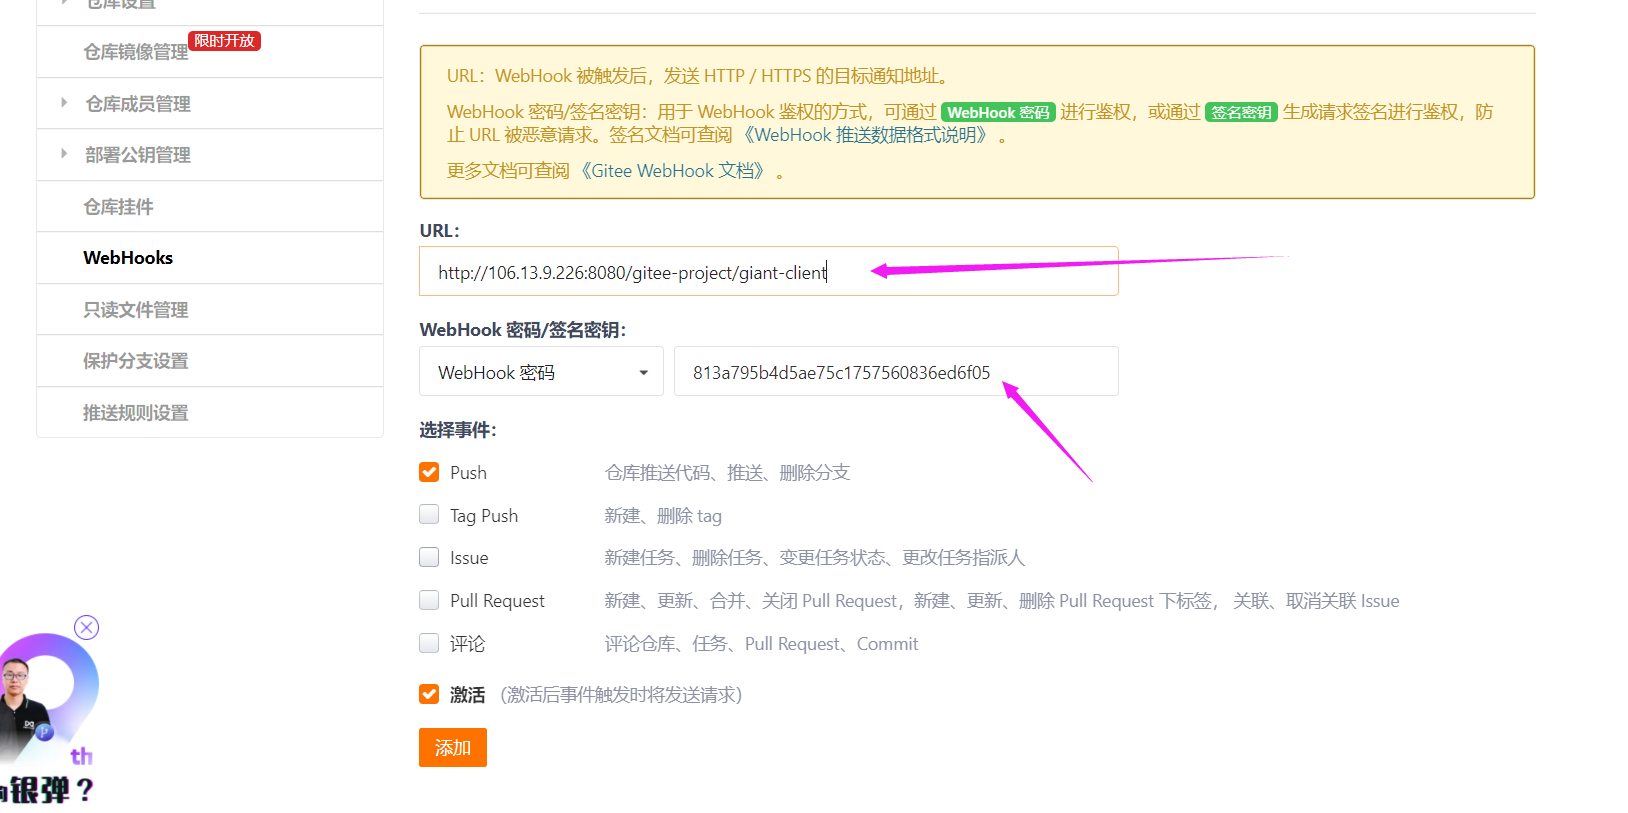 仓库设置
仓库镜像管理
限时开放
仓库成员管理
部署公钥管理
仓库挂件
WebHooks
只读文件管理
保护分支设置
推送规则设置
URL：WebHook 被触发后，发送 HTTP / HTTPS 的目标通知地址。
WebHook 密码/签名密钥：用于 WebHook 鉴权的方式，可通过 WebHook 密码 进行鉴权，或通过 签名密钥 生成请求签名进行鉴权，防
止 URL 被恶意请求。签名文档可查阅 《WebHook 推送数据格式说明》 。
更多文档可查阅 《Gitee WebHook 文档》 。
URL：
http://106.13.9.226:8080/gitee-project/giant-client
WebHook 密码/签名密钥：
WebHook 密码
813a795b4d5ae75c1757560836ed6f05
选择事件：
Push 仓库推送代码、推送、删除分支
Tag Push 新建、删除 tag
Issue 新建任务、删除任务、变更任务状态、更改任务指派人
Pull Request 新建、更新、合并、关闭 Pull Request，新建、更新、删除 Pull Request 下标签， 关联、取消关联 Issue
评论 评论仓库、任务、Pull Request、Commit
激活 （激活后事件触发时将发送请求）
添加
th
银弹？